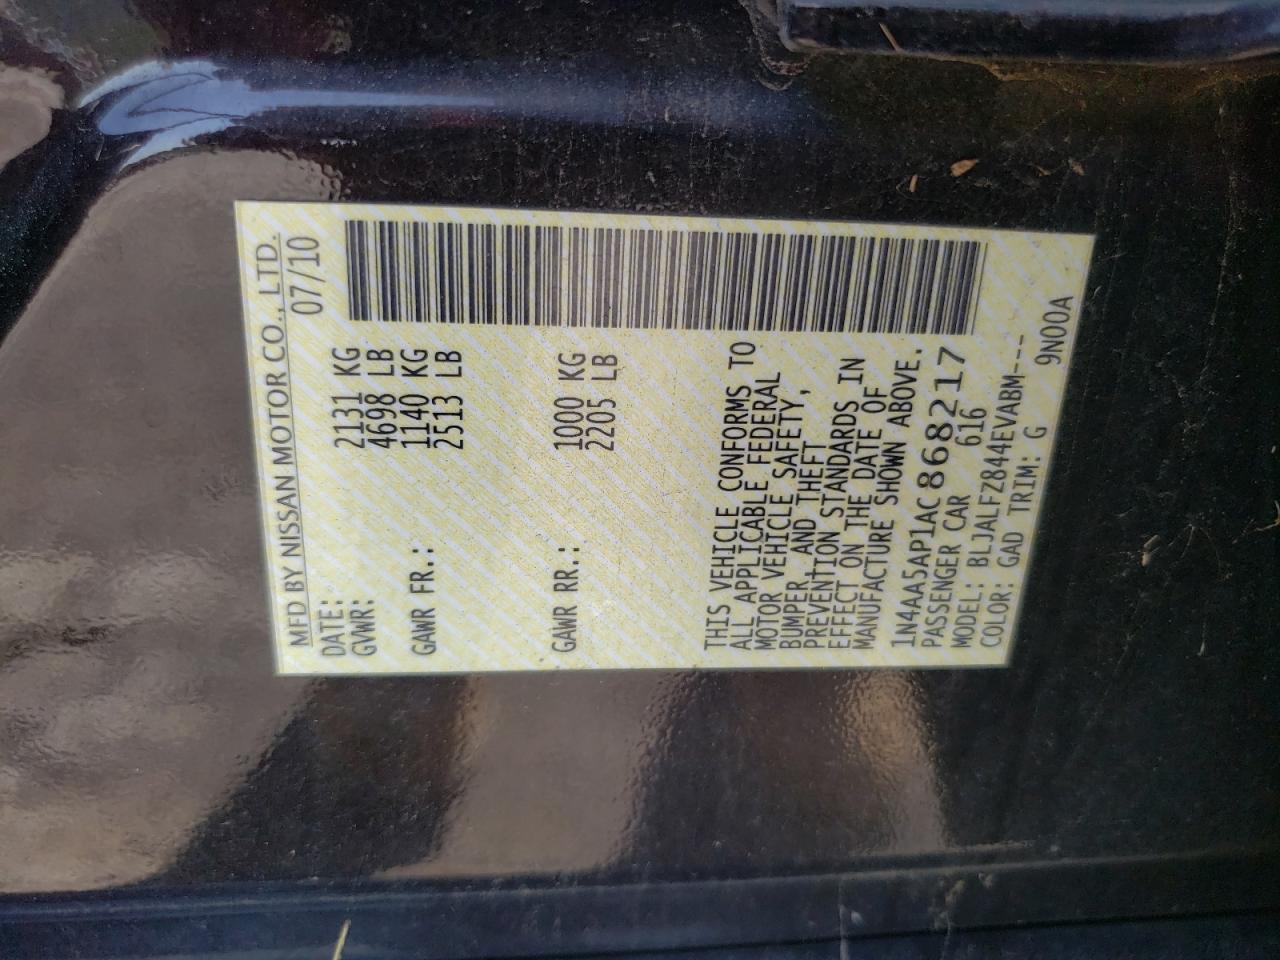 MFD BY NISSAN MOTOR CO., LTD.
DATE: 07/10
GVWR: 2131 KG
4698 LB
GAWR FR.: 1140 KG
2513 LB
GAWR RR.: 1000 KG
2205 LB
THIS VEHICLE CONFORMS TO
ALL APPLICABLE FEDERAL
MOTOR VEHICLE SAFETY,
BUMPER, AND THEFT
PREVENTION STANDARDS IN
EFFECT ON THE DATE OF
MANUFACTURE SHOWN ABOVE.
1N4AA5AP1AC868217
PASSENGER CAR 616
MODEL: BLJALFZ844EVABM---
COLOR: GAD TRIM: G 9N00A